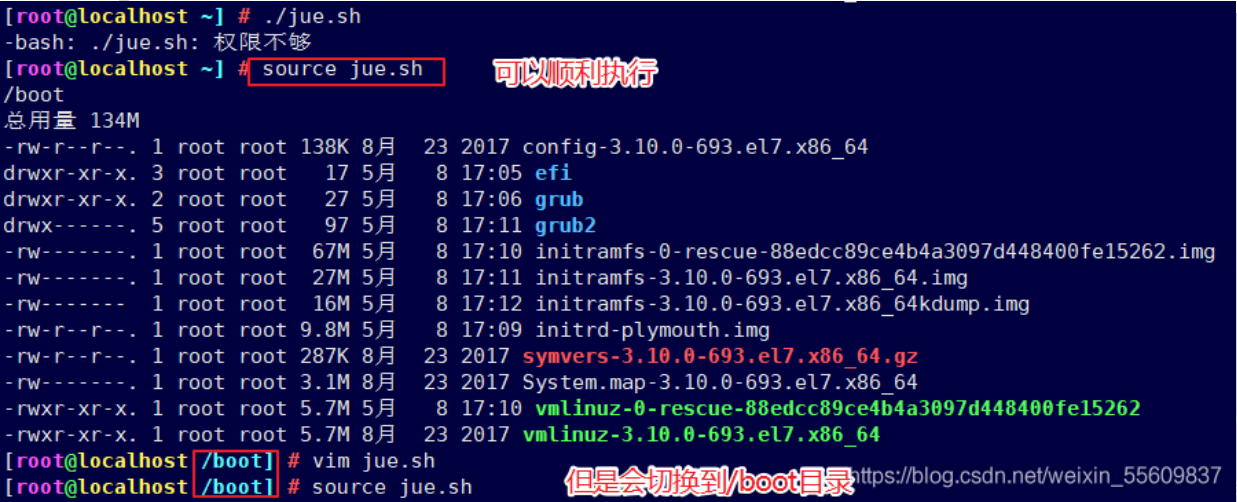 [root@localhost ~] # ./jue.sh
-bash: ./jue.sh: 权限不够
[root@localhost ~] # source jue.sh 可以顺利执行
/boot
总用量 134M
-rw-r--r--. 1 root root 138K 8月 23 2017 config-3.10.0-693.el7.x86_64
drwxr-xr-x. 3 root root 17 5月 8 17:05 efi
drwxr-xr-x. 2 root root 27 5月 8 17:06 grub
drwx------. 5 root root 97 5月 8 17:11 grub2
-rw-------. 1 root root 67M 5月 8 17:10 initramfs-0-rescue-88edcc89ce4b4a3097d448400fe15262.img
-rw-------. 1 root root 27M 5月 8 17:11 initramfs-3.10.0-693.el7.x86_64.img
-rw------- 1 root root 16M 5月 8 17:12 initramfs-3.10.0-693.el7.x86_64kdump.img
-rw-r--r--. 1 root root 9.8M 5月 8 17:09 initrd-plymouth.img
-rw-r--r--. 1 root root 287K 8月 23 2017 symvers-3.10.0-693.el7.x86_64.gz
-rw-------. 1 root root 3.1M 8月 23 2017 System.map-3.10.0-693.el7.x86_64
-rwxr-xr-x. 1 root root 5.7M 5月 8 17:10 vmlinuz-0-rescue-88edcc89ce4b4a3097d448400fe15262
-rwxr-xr-x. 1 root root 5.7M 8月 23 2017 vmlinuz-3.10.0-693.el7.x86_64
[root@localhost /boot] # vim jue.sh
[root@localhost /boot] # source jue.sh 但是会切换到/boot目录
https://blog.csdn.net/weixin_55609837